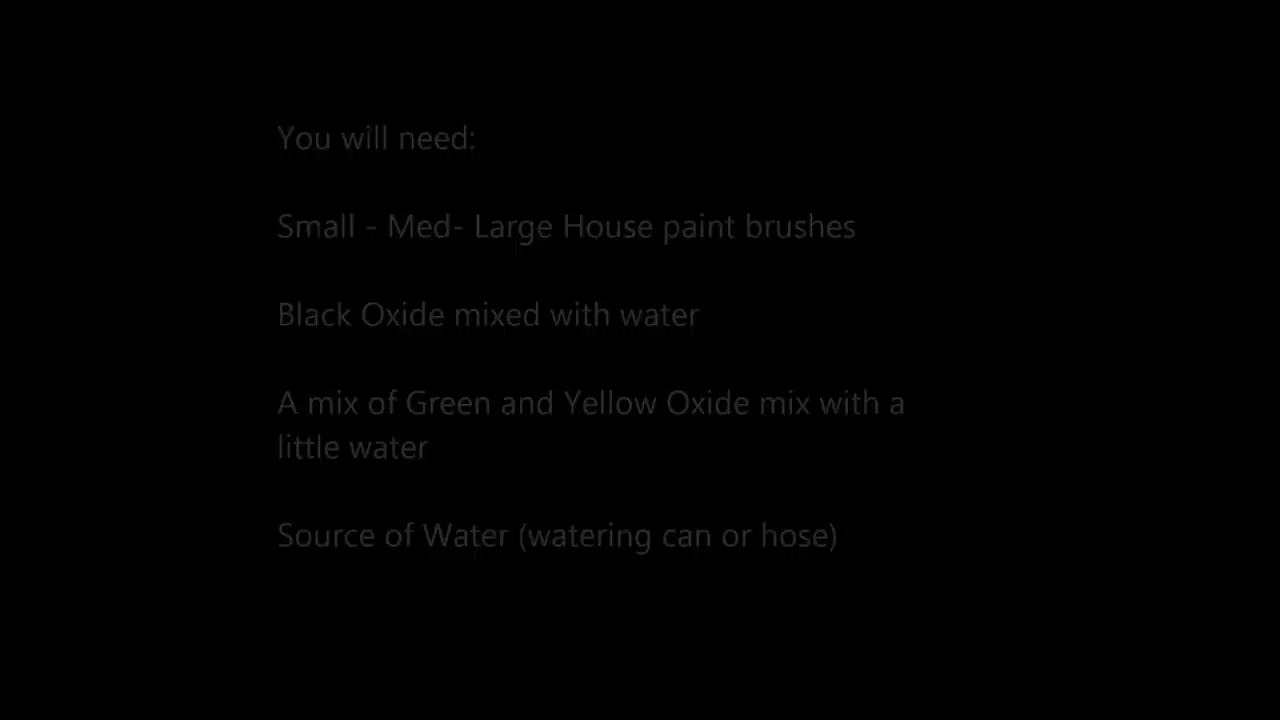 You will need:
Small - Med- Large House paint brushes
Black Oxide mixed with water
A mix of Green and Yellow Oxide mix with a
little water
Source of Water (watering can or hose)